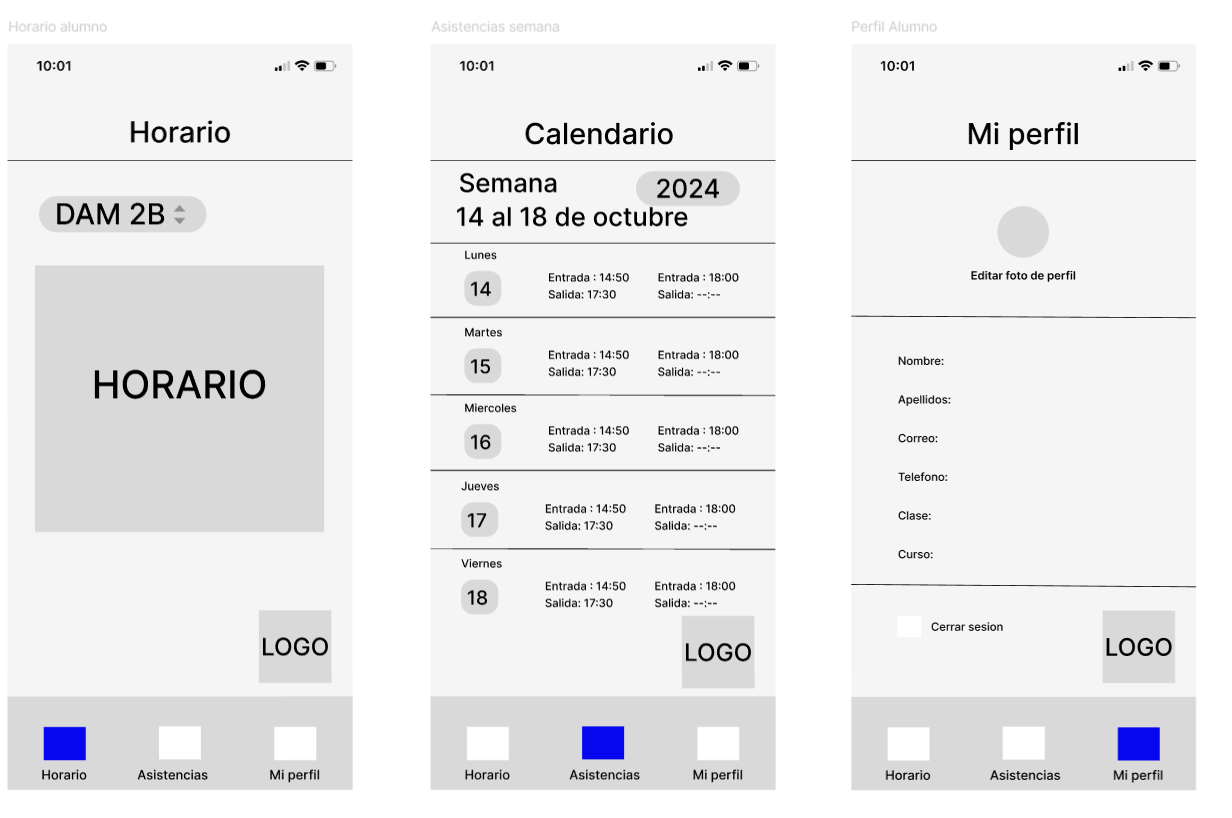 Horario alumno
10:01
Horario
DAM 2B
HORARIO
LOGO
Horario
Asistencias
Mi perfil
Asistencias semana
10:01
Calendario
Semana
2024
14 al 18 de octubre
Lunes
14
Entrada : 14:50
Salida: 17:30
Entrada : 18:00
Salida: --:--
Martes
15
Entrada : 14:50
Salida: 17:30
Entrada : 18:00
Salida: --:--
Miercoles
16
Entrada : 14:50
Salida: 17:30
Entrada : 18:00
Salida: --:--
Jueves
17
Entrada : 14:50
Salida: 17:30
Entrada : 18:00
Salida: --:--
Viernes
18
Entrada : 14:50
Salida: 17:30
Entrada : 18:00
Salida: --:--
LOGO
Horario
Asistencias
Mi perfil
Perfil Alumno
10:01
Mi perfil
Editar foto de perfil
Nombre:
Apellidos:
Correo:
Telefono:
Clase:
Curso:
Cerrar sesion
LOGO
Horario
Asistencias
Mi perfil